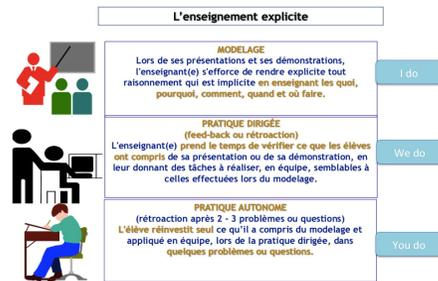 L'enseignement explicite
MODELAGE
Lors de ses présentations et ses démonstrations,
l'enseignant(e) s'efforce de rendre explicite tout
raisonnement qui est implicite en enseignant les quoi,
pourquoi, comment, quand et où faire.
I do
PRATIQUE DIRIGÉE
(feed-back ou rétroaction)
L'enseignant(e) prend le temps de vérifier ce que les élèves
ont compris de sa présentation ou de sa démonstration, en
leur donnant des tâches à réaliser, en équipe, semblables à
celles effectuées lors du modelage.
We do
PRATIQUE AUTONOME
(rétroaction après 2 - 3 problèmes ou questions)
L'élève réinvestit seul ce qu'il a compris du modelage et
appliqué en équipe, lors de la pratique dirigée, dans
quelques problèmes ou questions.
You do